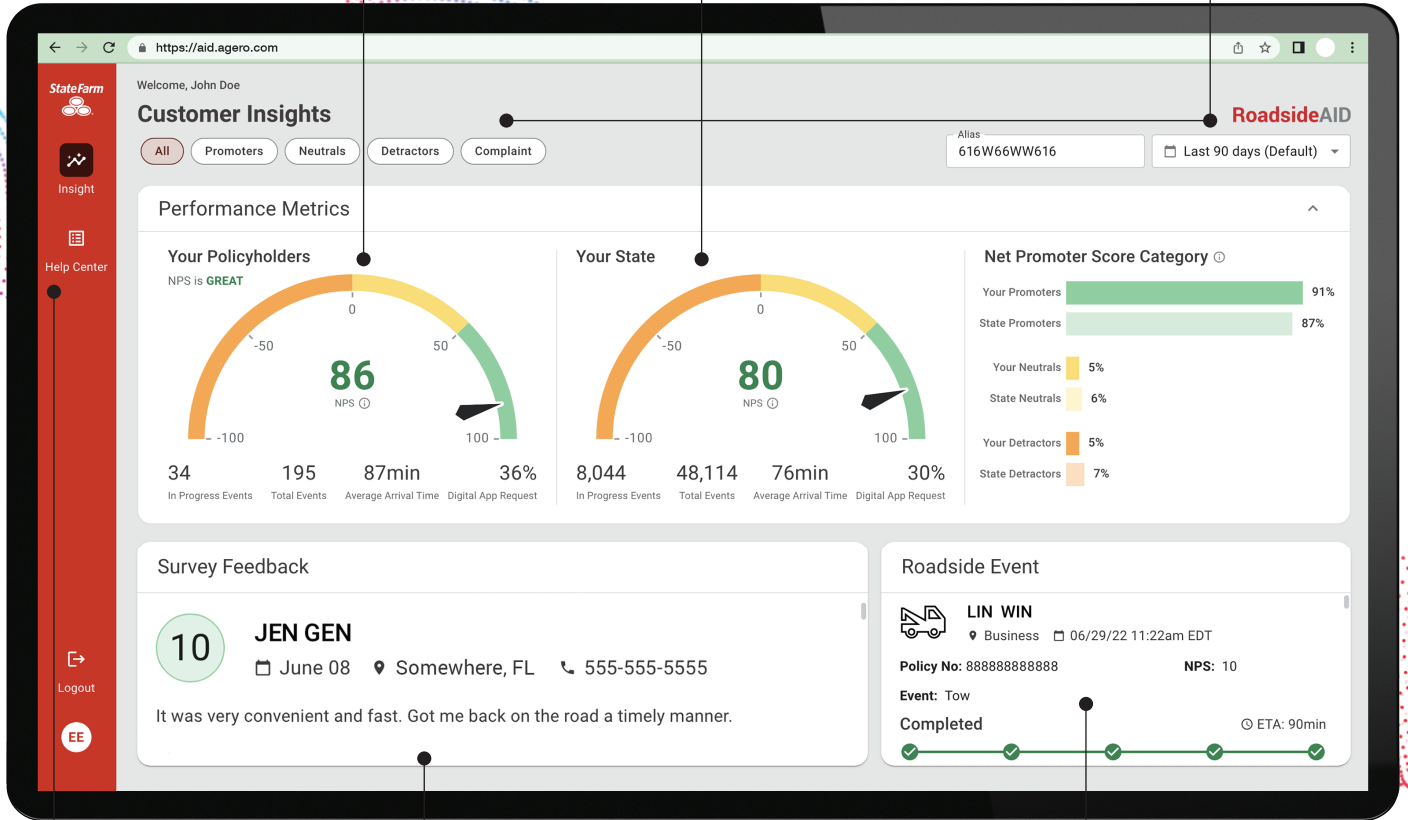 https://aid.agero.com
StateFarm
Insight
Help Center
Logout
EE
Welcome, John Doe
Customer Insights
RoadsideAID
All
Promoters
Neutrals
Detractors
Complaint
Alias
616W66WW616
Last 90 days (Default)
Performance Metrics
Your Policyholders
NPS is GREAT
0
-50
50
86
NPS
-100
100
34
195
87min
36%
In Progress Events
Total Events
Average Arrival Time
Digital App Request
Your State
0
-50
50
80
NPS
-100
100
8,044
48,114
76min
30%
In Progress Events
Total Events
Average Arrival Time
Digital App Request
Net Promoter Score Category
Your Promoters 91%
State Promoters 87%
Your Neutrals 5%
State Neutrals 6%
Your Detractors 5%
State Detractors 7%
Survey Feedback
10
JEN GEN
June 08 Somewhere, FL 555-555-5555
It was very convenient and fast. Got me back on the road a timely manner.
Roadside Event
LIN WIN
Business 06/29/22 11:22am EDT
Policy No: 888888888888 NPS: 10
Event: Tow
Completed ETA: 90min